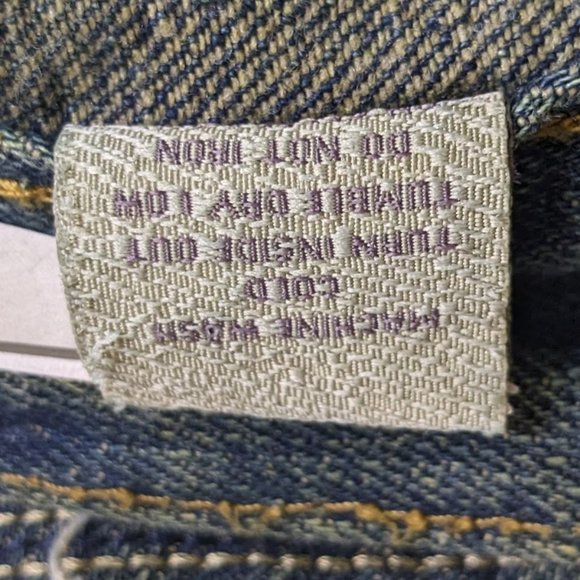 MACHINE WASH
COLD
TURN INSIDE OUT
TUMBLE DRY LOW
DO NOT IRON